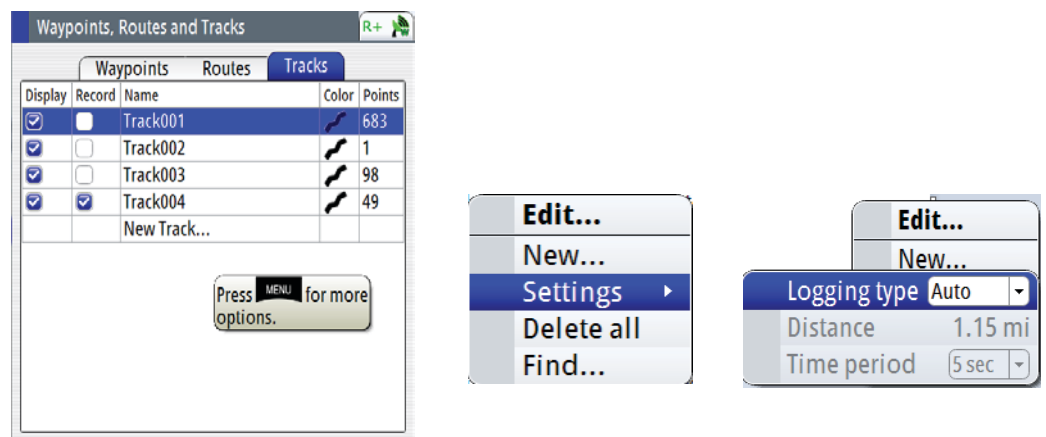 Waypoints, Routes and Tracks R+
Waypoints Routes Tracks
Display Record Name Color Points
Track001 683
Track002 1
Track003 98
Track004 49
New Track...
Press MENU for more
options.
Edit...
New...
Settings
Delete all
Find...
Edit...
New...
Logging type Auto
Distance 1.15 mi
Time period 5 sec